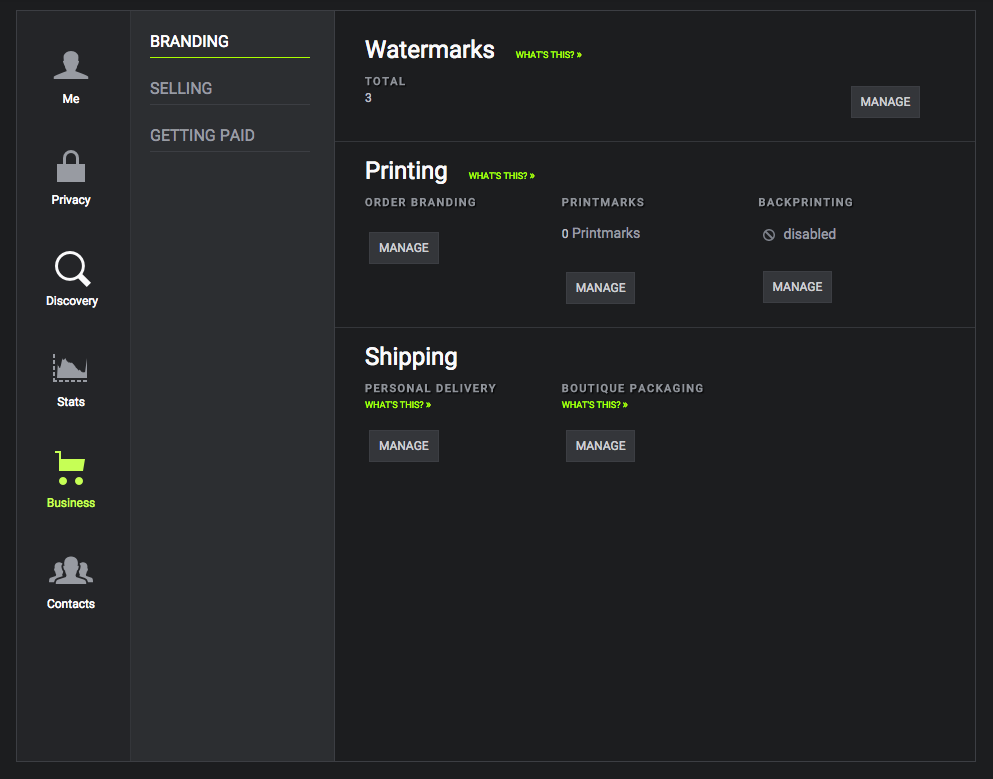 Me
Privacy
Discovery
Stats
Business
Contacts
BRANDING
SELLING
GETTING PAID
Watermarks WHAT'S THIS? »
TOTAL
3
MANAGE
Printing WHAT'S THIS? »
ORDER BRANDING PRINTMARKS BACKPRINTING
0 Printmarks disabled
MANAGE
MANAGE MANAGE
Shipping
PERSONAL DELIVERY BOUTIQUE PACKAGING
WHAT'S THIS? » WHAT'S THIS? »
MANAGE MANAGE